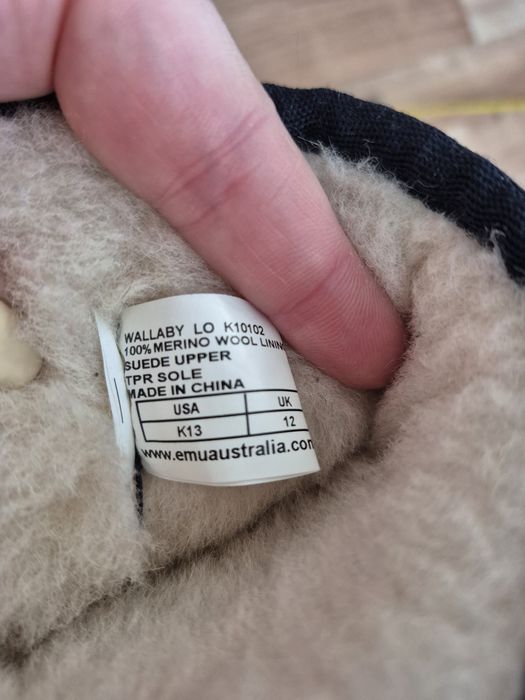 WALLABY LO K10102
100% MERINO WOOL LINING
SUEDE UPPER
TPR SOLE
MADE IN CHINA
USA UK
K13 12
www.emuaustralia.com